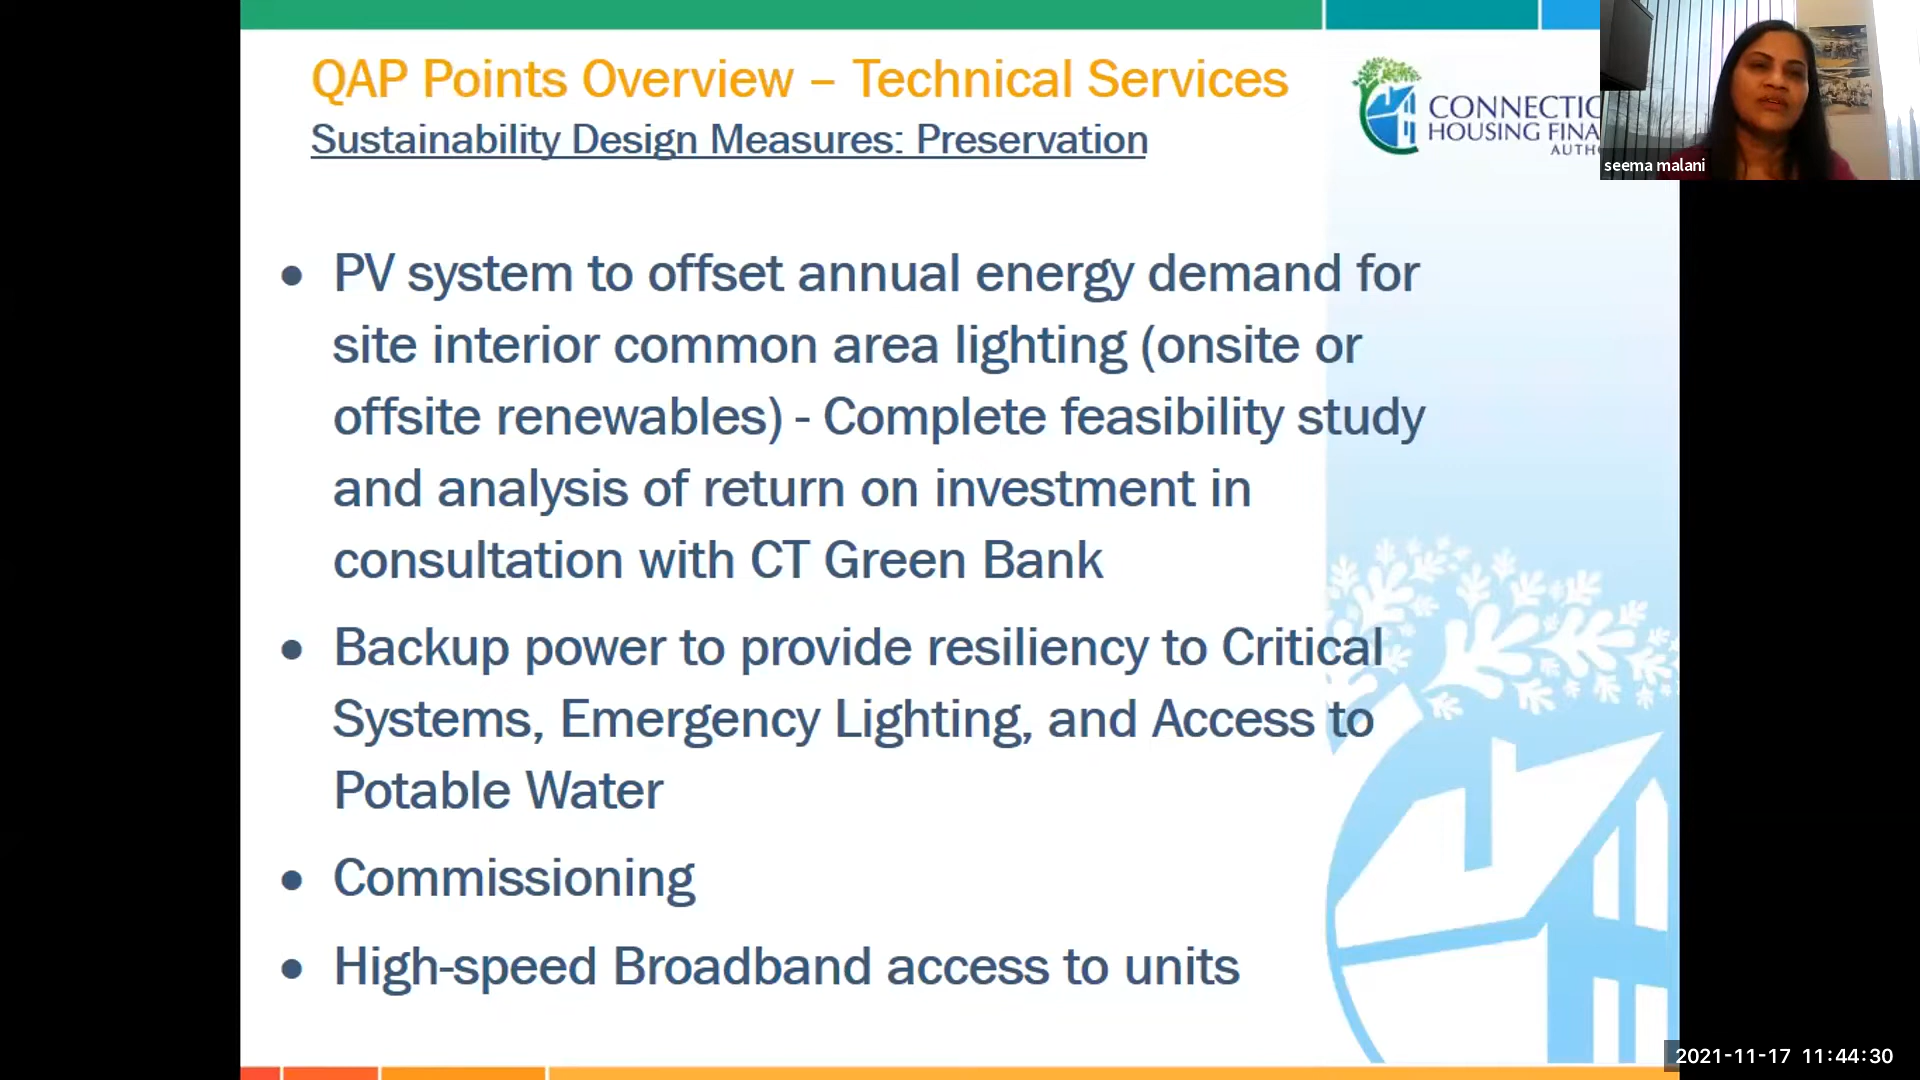 QAP Points Overview – Technical Services
Sustainability Design Measures: Preservation
CONNECTIC
HOUSING FINA
AUTH
seema malani
● PV system to offset annual energy demand for
site interior common area lighting (onsite or
offsite renewables) - Complete feasibility study
and analysis of return on investment in
consultation with CT Green Bank
● Backup power to provide resiliency to Critical
Systems, Emergency Lighting, and Access to
Potable Water
● Commissioning
● High-speed Broadband access to units
2021-11-17 11:44:30